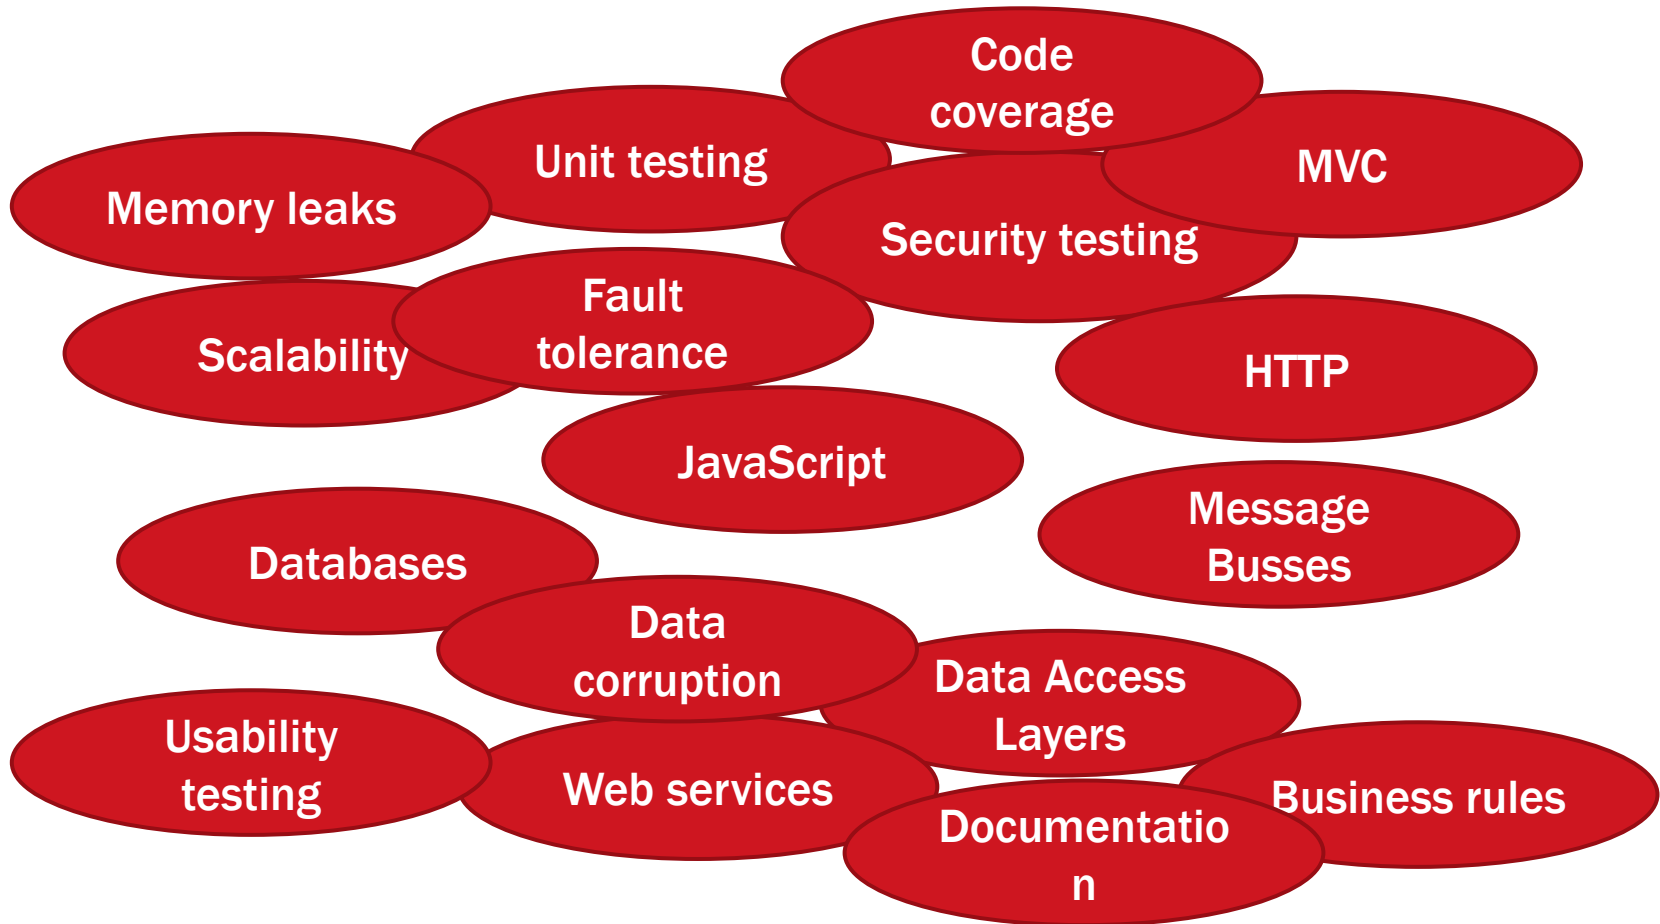 Code
coverage
Unit testing
MVC
Memory leaks
Security testing
Fault
tolerance
Scalability
HTTP
JavaScript
Message
Busses
Databases
Data
corruption
Data Access
Layers
Usability
testing
Web services
Business rules
Documentatio
n